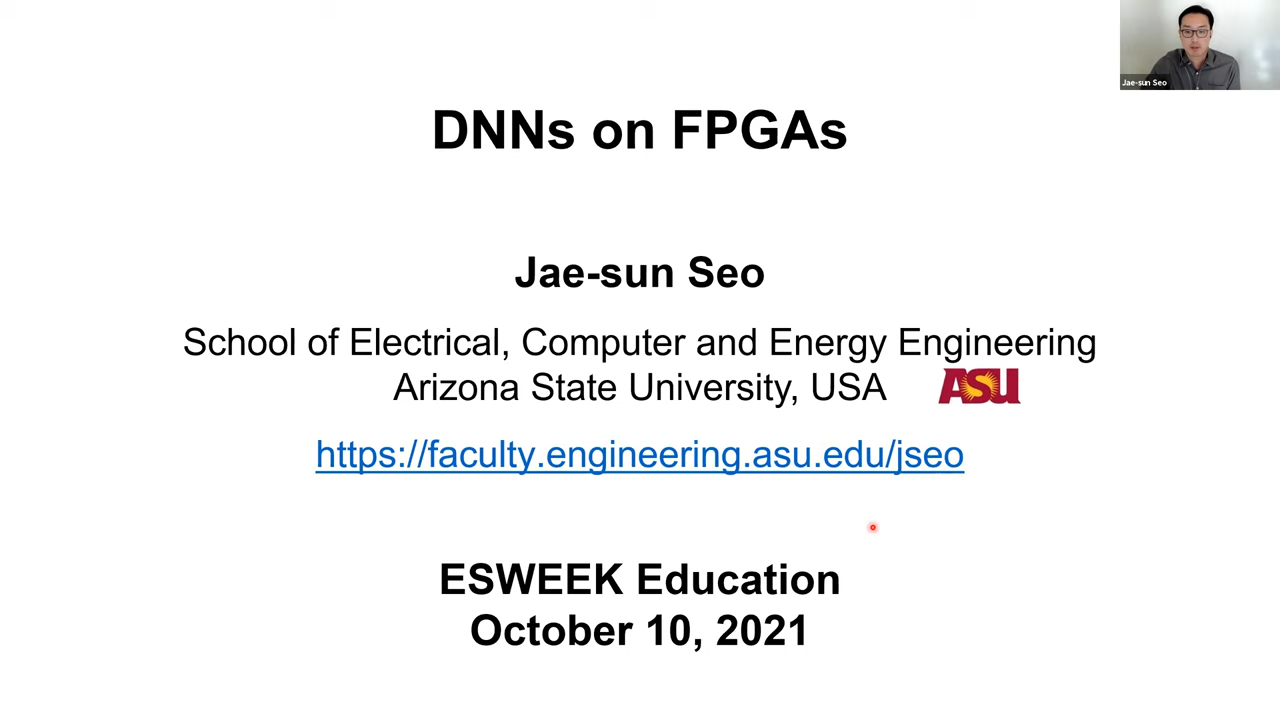 Jae-sun Seo
DNNs on FPGAs
Jae-sun Seo
School of Electrical, Computer and Energy Engineering
Arizona State University, USA
ASU
https://faculty.engineering.asu.edu/jseo
ESWEEK Education
October 10, 2021